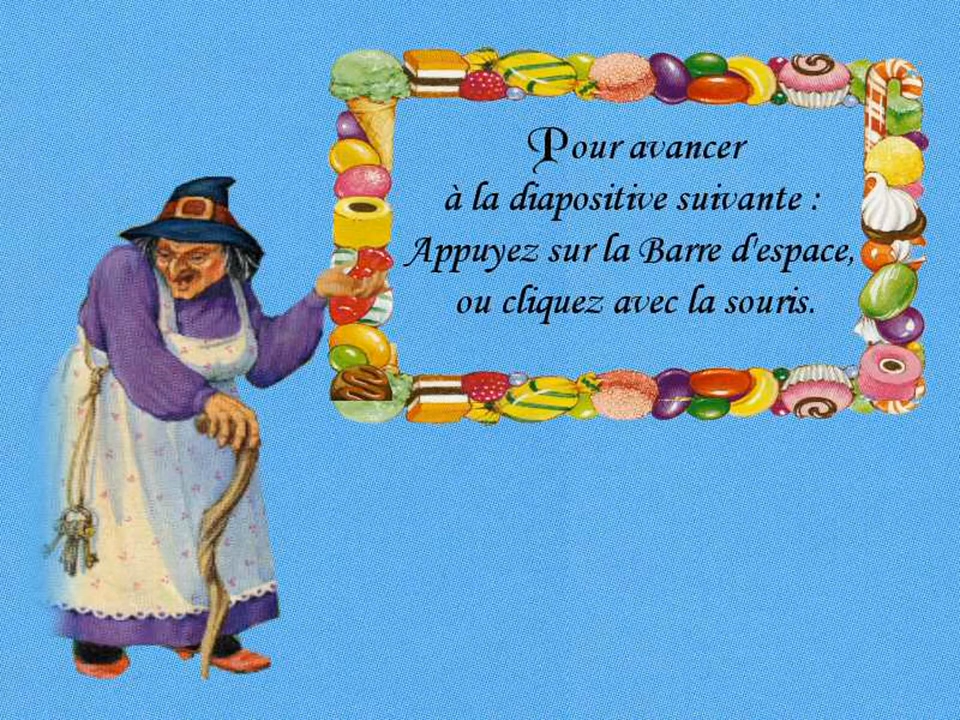 Pour avancer
à la diapositive suivante :
Appuyez sur la Barre d'espace,
ou cliquez avec la souris.